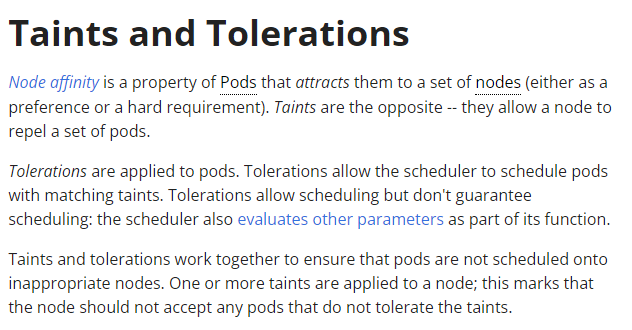 Taints and Tolerations
Node affinity is a property of Pods that attracts them to a set of nodes (either as a
preference or a hard requirement). Taints are the opposite -- they allow a node to
repel a set of pods.
Tolerations are applied to pods. Tolerations allow the scheduler to schedule pods
with matching taints. Tolerations allow scheduling but don't guarantee
scheduling: the scheduler also evaluates other parameters as part of its function.
Taints and tolerations work together to ensure that pods are not scheduled onto
inappropriate nodes. One or more taints are applied to a node; this marks that
the node should not accept any pods that do not tolerate the taints.